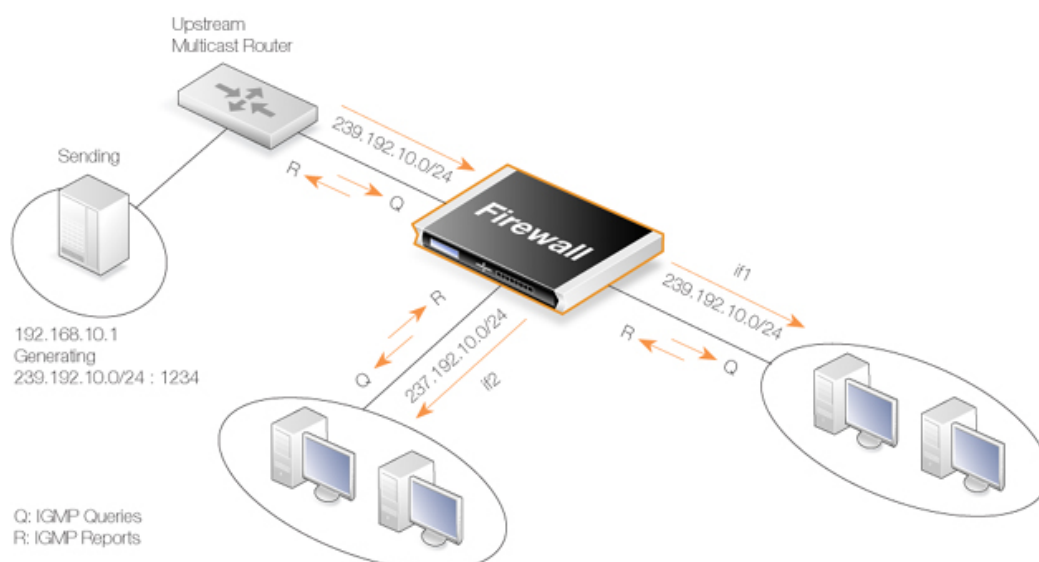 Upstream
Multicast Router
239.192.10.0/24
R
Q
Sending
Firewall
if1
239.192.10.0/24
R
Q
192.168.10.1
Generating
239.192.10.0/24 : 1234
R
Q
237.192.10.0/24
if2
Q: IGMP Queries
R: IGMP Reports